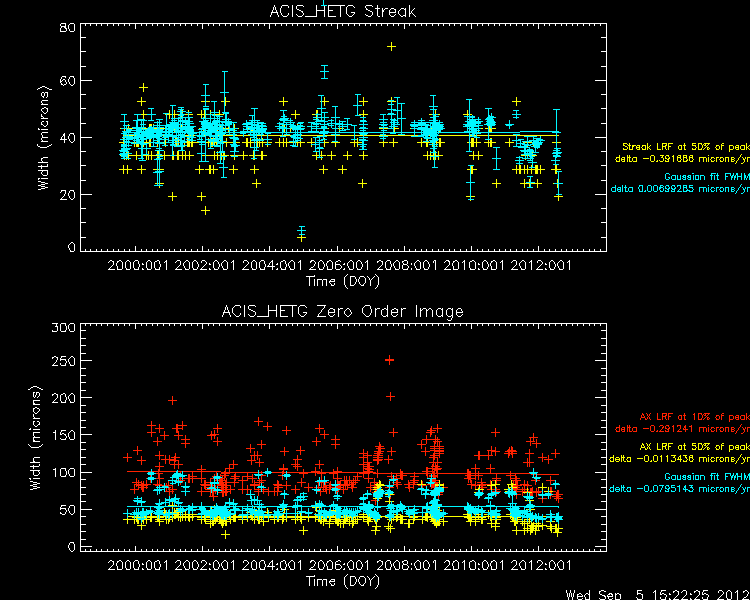 ACIS_HETG Streak
80
60
40
20
0
Width (microns)
2000:001 2002:001 2004:001 2006:001 2008:001 2010:001 2012:001
Time (DOY)
Streak LRF at 50% of peak
delta -0.391686 microns/yr
Gaussian fit FWHM
delta 0.00699265 microns/yr
ACIS_HETG Zero Order Image
300
250
200
150
100
50
0
Width (microns)
2000:001 2002:001 2004:001 2006:001 2008:001 2010:001 2012:001
Time (DOY)
AX LRF at 10% of peak
delta -0.291241 microns/yr
AX LRF at 50% of peak
delta -0.0113436 microns/yr
Gaussian fit FWHM
delta -0.0795143 microns/yr
Wed Sep 5 15:22:25 2012